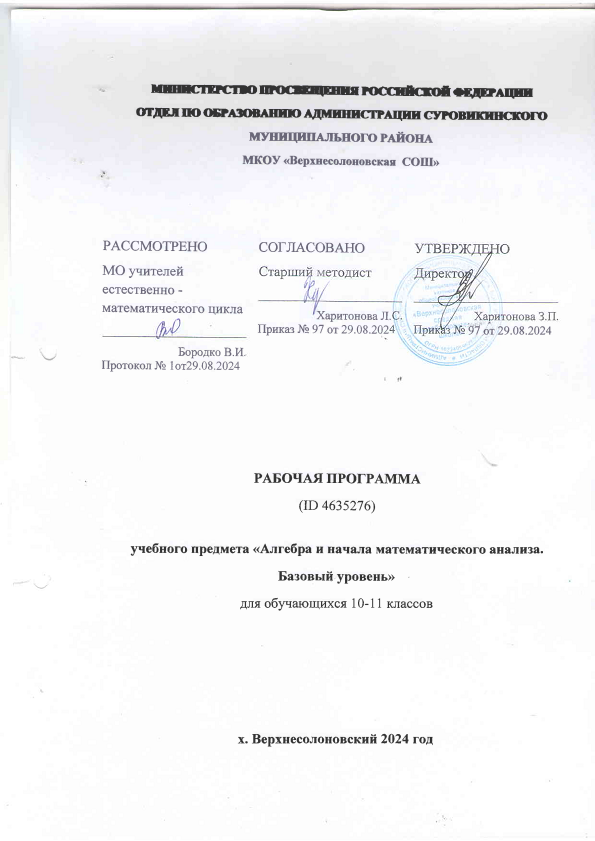 МИНИСТЕРСТВО ПРОСВЕЩЕНИЯ РОССИЙСКОЙ ФЕДЕРАЦИИ
ОТДЕЛ ПО ОБРАЗОВАНИЮ АДМИНИСТРАЦИИ СУРОВИКИНСКОГО
МУНИЦИПАЛЬНОГО РАЙОНА
МКОУ «Верхнесолоновская СОШ»
РАССМОТРЕНО
МО учителей
естественно -
математического цикла
Бородко В.И.
Протокол № 1от29.08.2024
СОГЛАСОВАНО
Старший методист
Харитонова Л.С.
Приказ № 97 от 29.08.2024
УТВЕРЖДЕНО
Директор
Харитонова З.П.
Приказ № 97 от 29.08.2024
РАБОЧАЯ ПРОГРАММА
(ID 4635276)
учебного предмета «Алгебра и начала математического анализа.
Базовый уровень»
для обучающихся 10-11 классов
х. Верхнесолоновский 2024 год